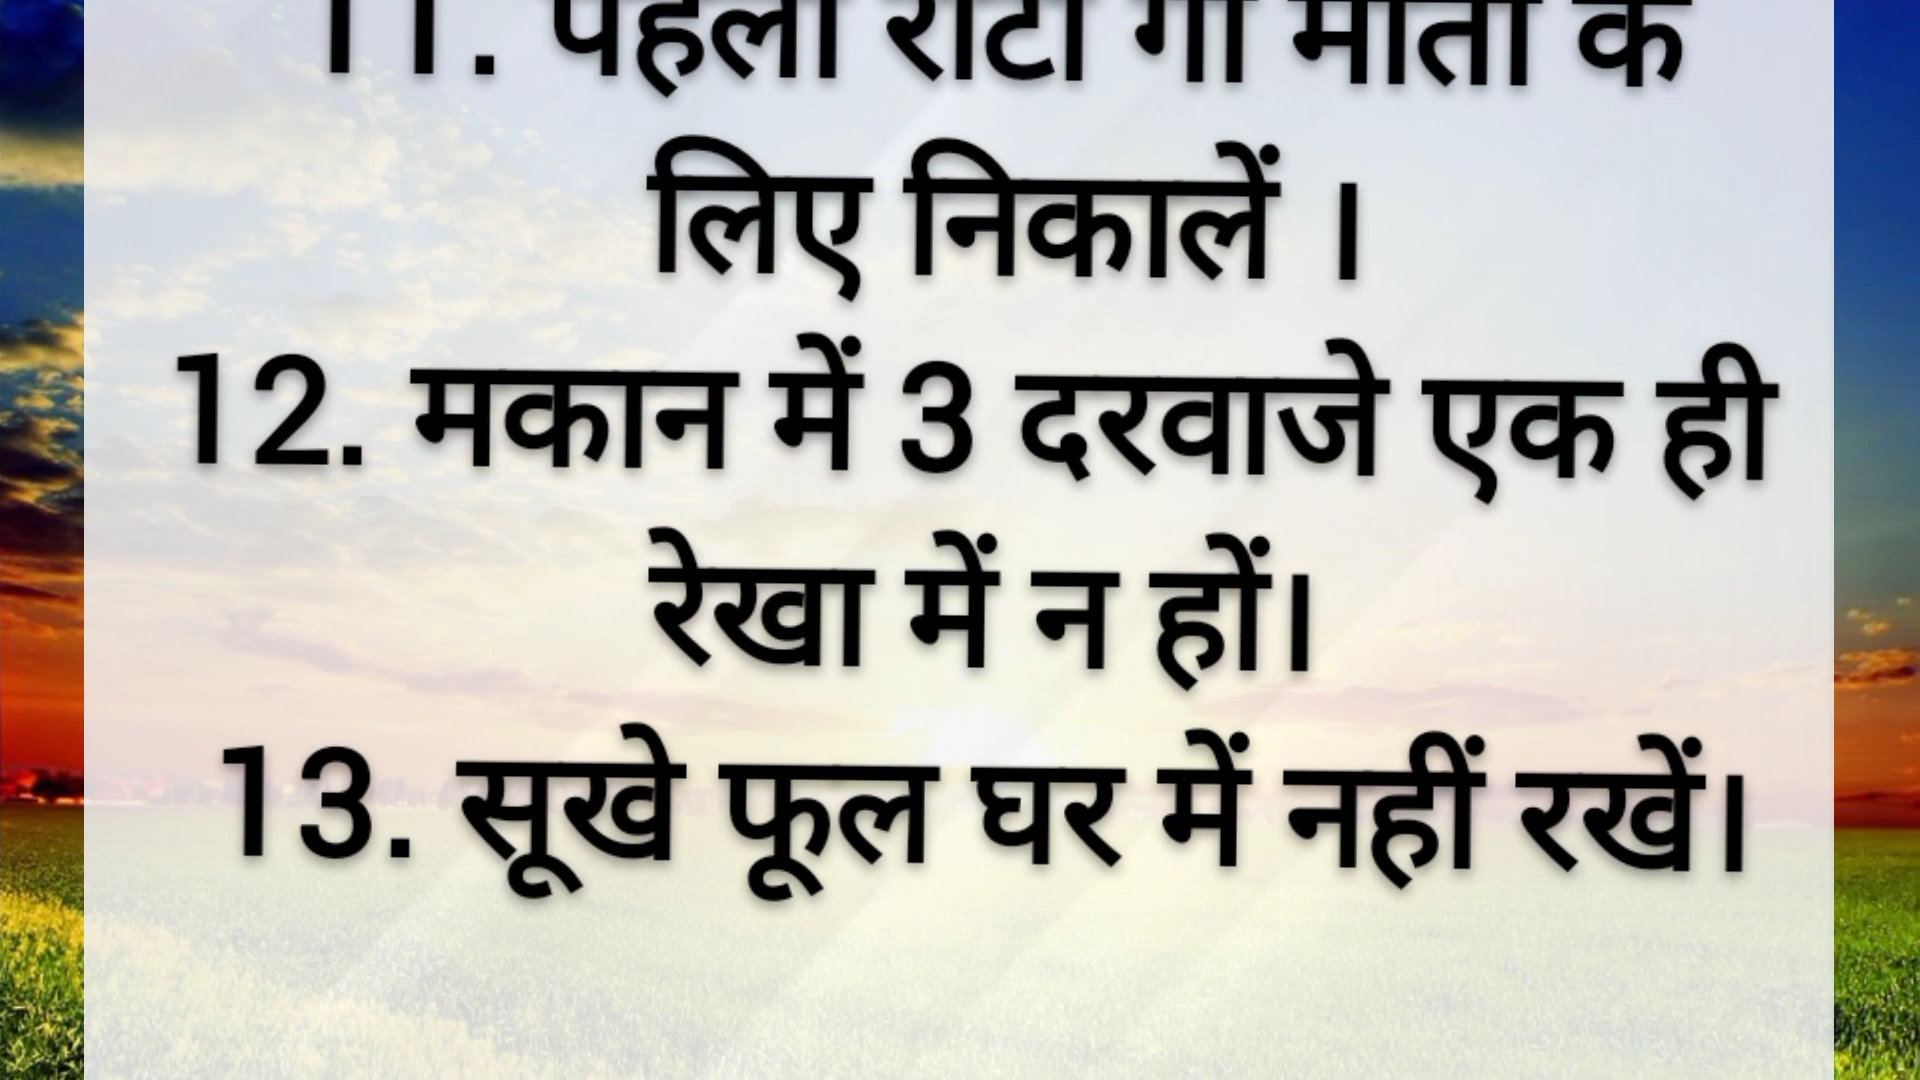 11. पहली रोटी गौ माता के
लिए निकालें ।
12. मकान में 3 दरवाजे एक ही
रेखा में न हों।
13. सूखे फूल घर में नहीं रखें।